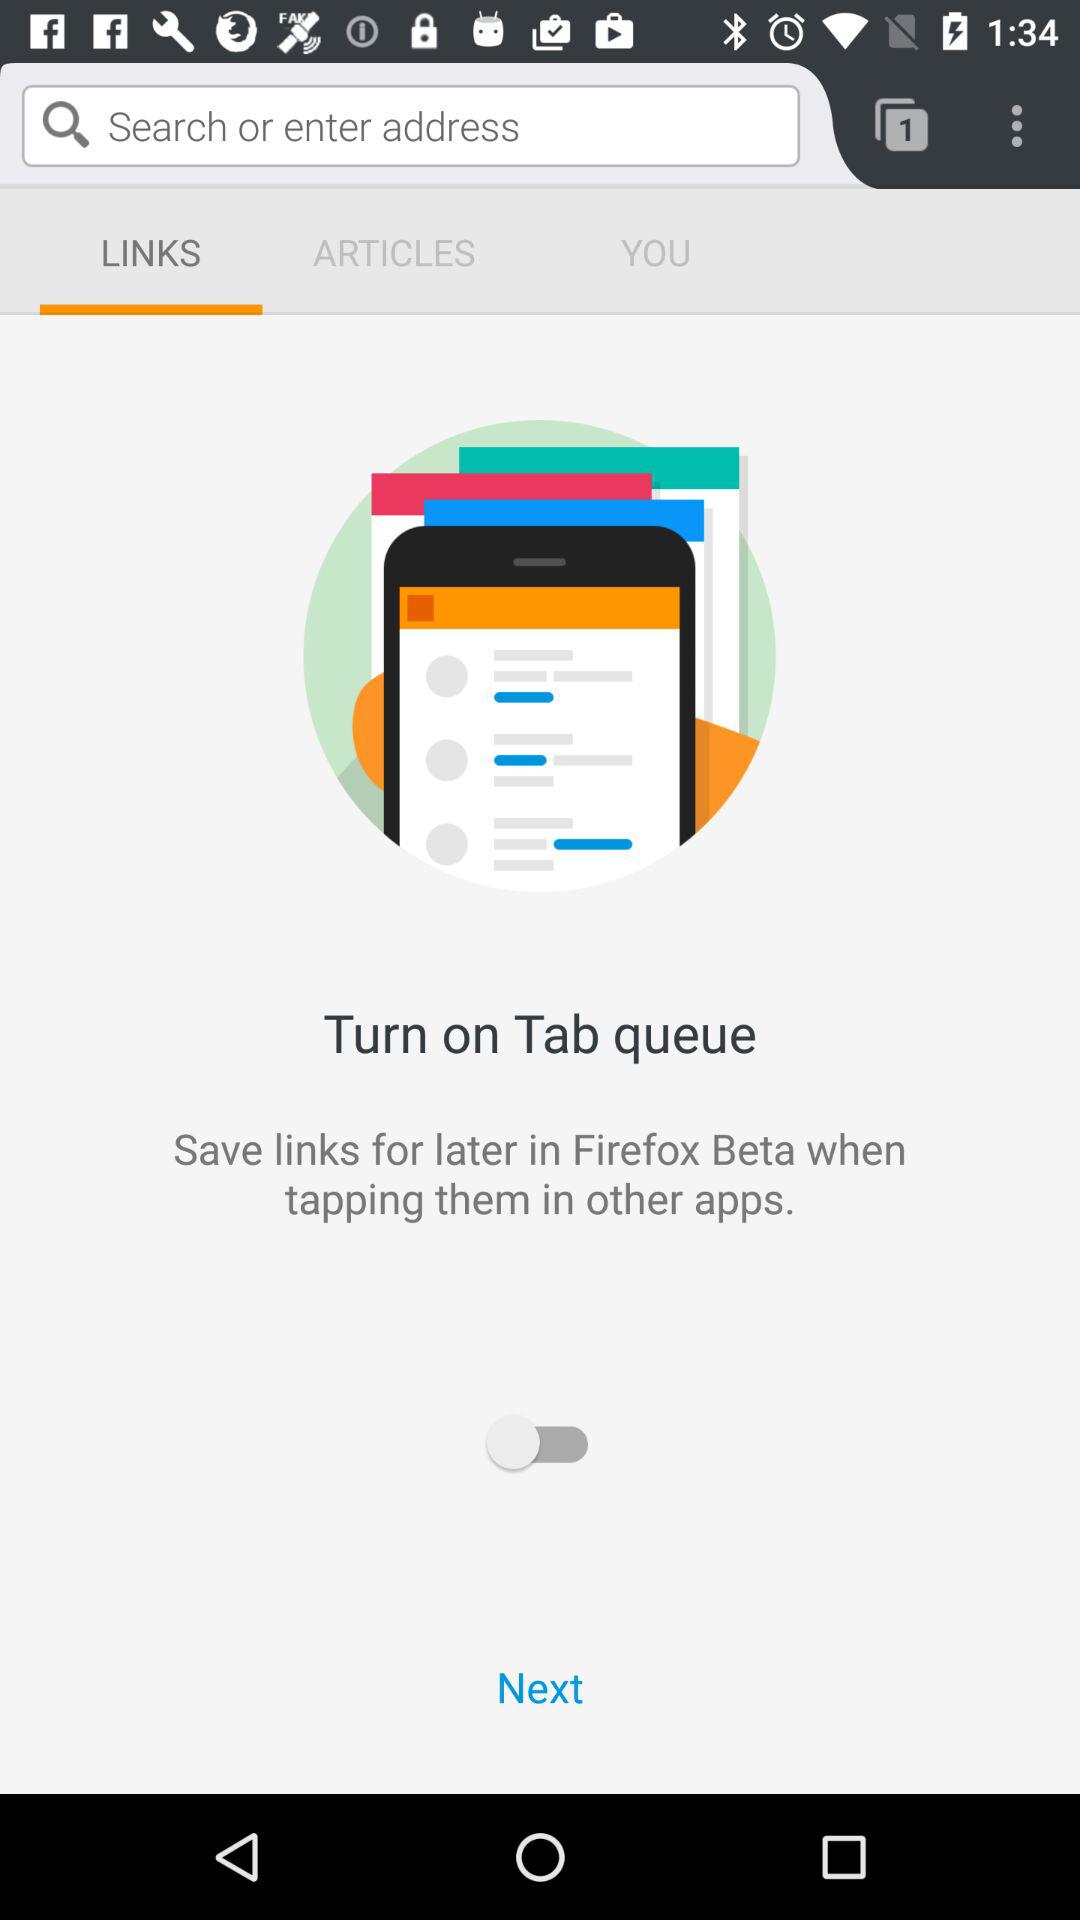 FAKE
1:34
Search or enter address
1
LINKS ARTICLES YOU
Turn on Tab queue
Save links for later in Firefox Beta when
tapping them in other apps.
Next